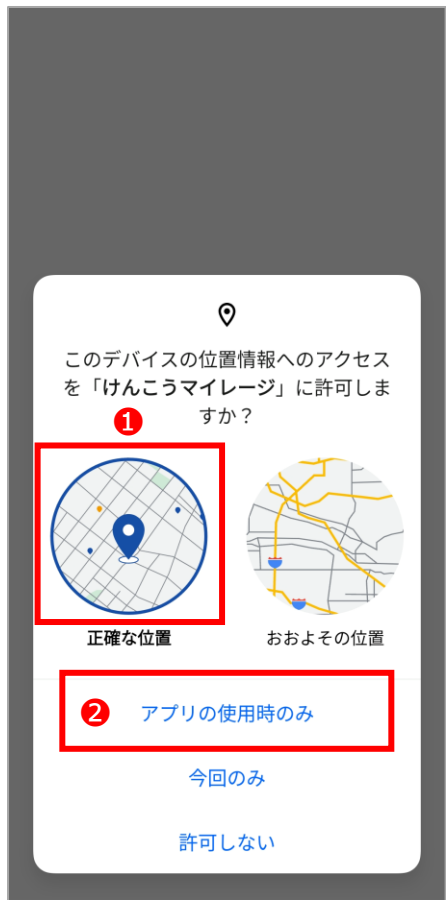 このデバイスの位置情報へのアクセス
を「けんこうマイレージ」に許可しま
すか？
❶
正確な位置
おおよその位置
❷ アプリの使用時のみ
今回のみ
許可しない